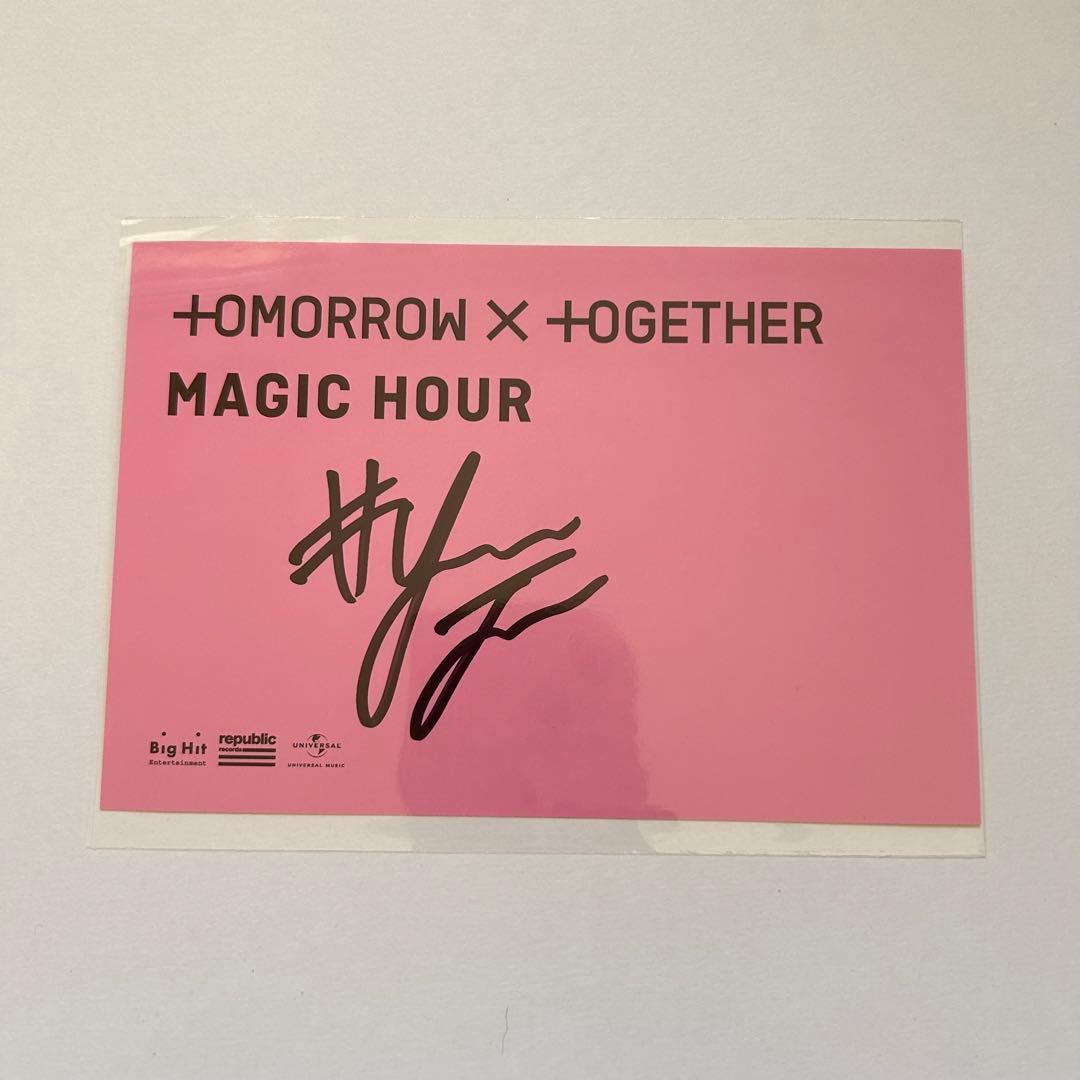 TOMORROW × TOGETHER
MAGIC HOUR
Big Hit
Entertainment
republic
records
UNIVERSAL
UNIVERSAL MUSIC